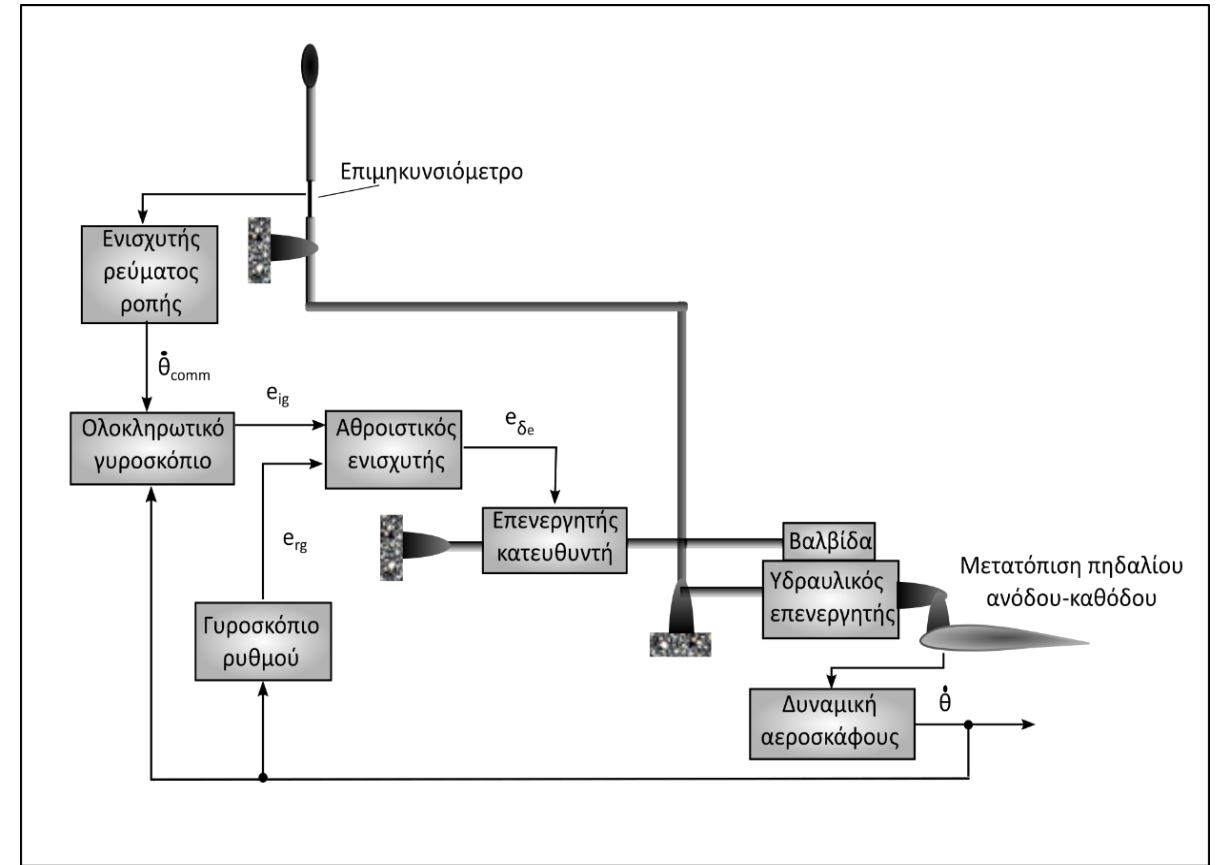 Επιμηκυνσιόμετρο
Ενισχυτής
ρεύματος
ροπής
θ̇comm
eig
Ολοκληρωτικό
γυροσκόπιο
Αθροιστικός
ενισχυτής
eδe
erg
Επενεργητής
κατευθυντή
Βαλβίδα
Υδραυλικός
επενεργητής
Μετατόπιση πηδαλίου
ανόδου-καθόδου
Γυροσκόπιο
ρυθμού
Δυναμική
αεροσκάφους
θ̇